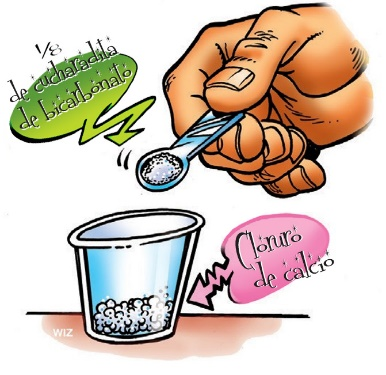 1/8
de cucharadita
de bicarbonato
Cloruro
de calcio
WIZ